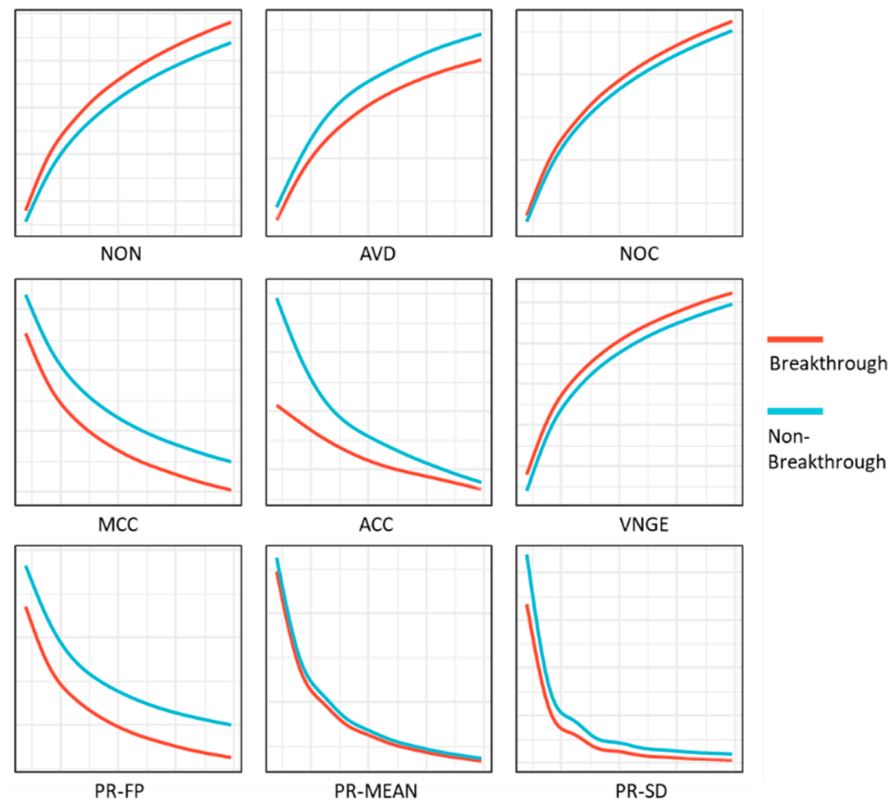 NON
AVD
NOC
MCC
ACC
VNGE
Breakthrough
Non-
Breakthrough
PR-FP
PR-MEAN
PR-SD